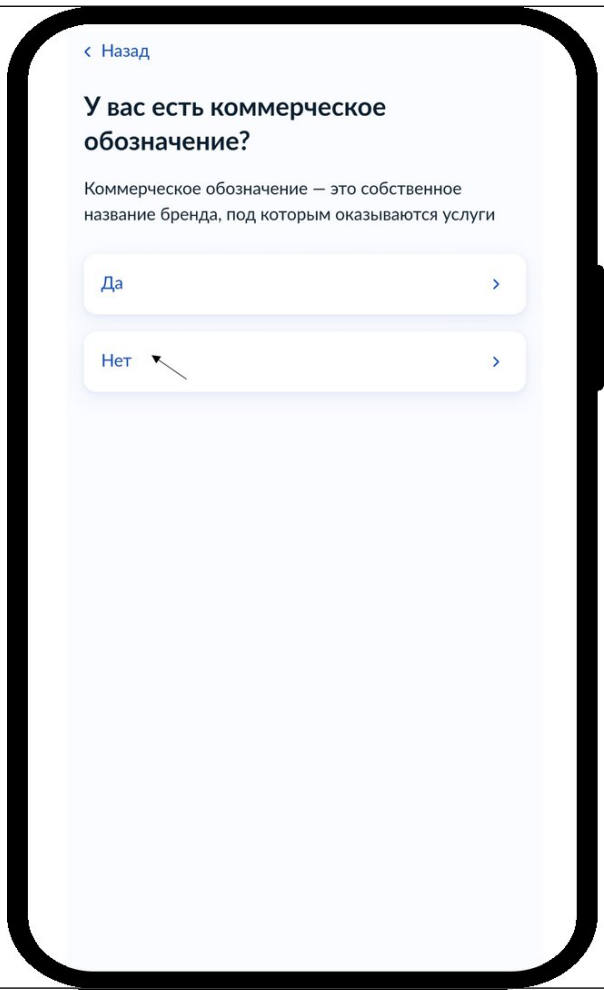 Назад
У вас есть коммерческое
обозначение?
Коммерческое обозначение — это собственное
название бренда, под которым оказываются услуги
Да
Нет